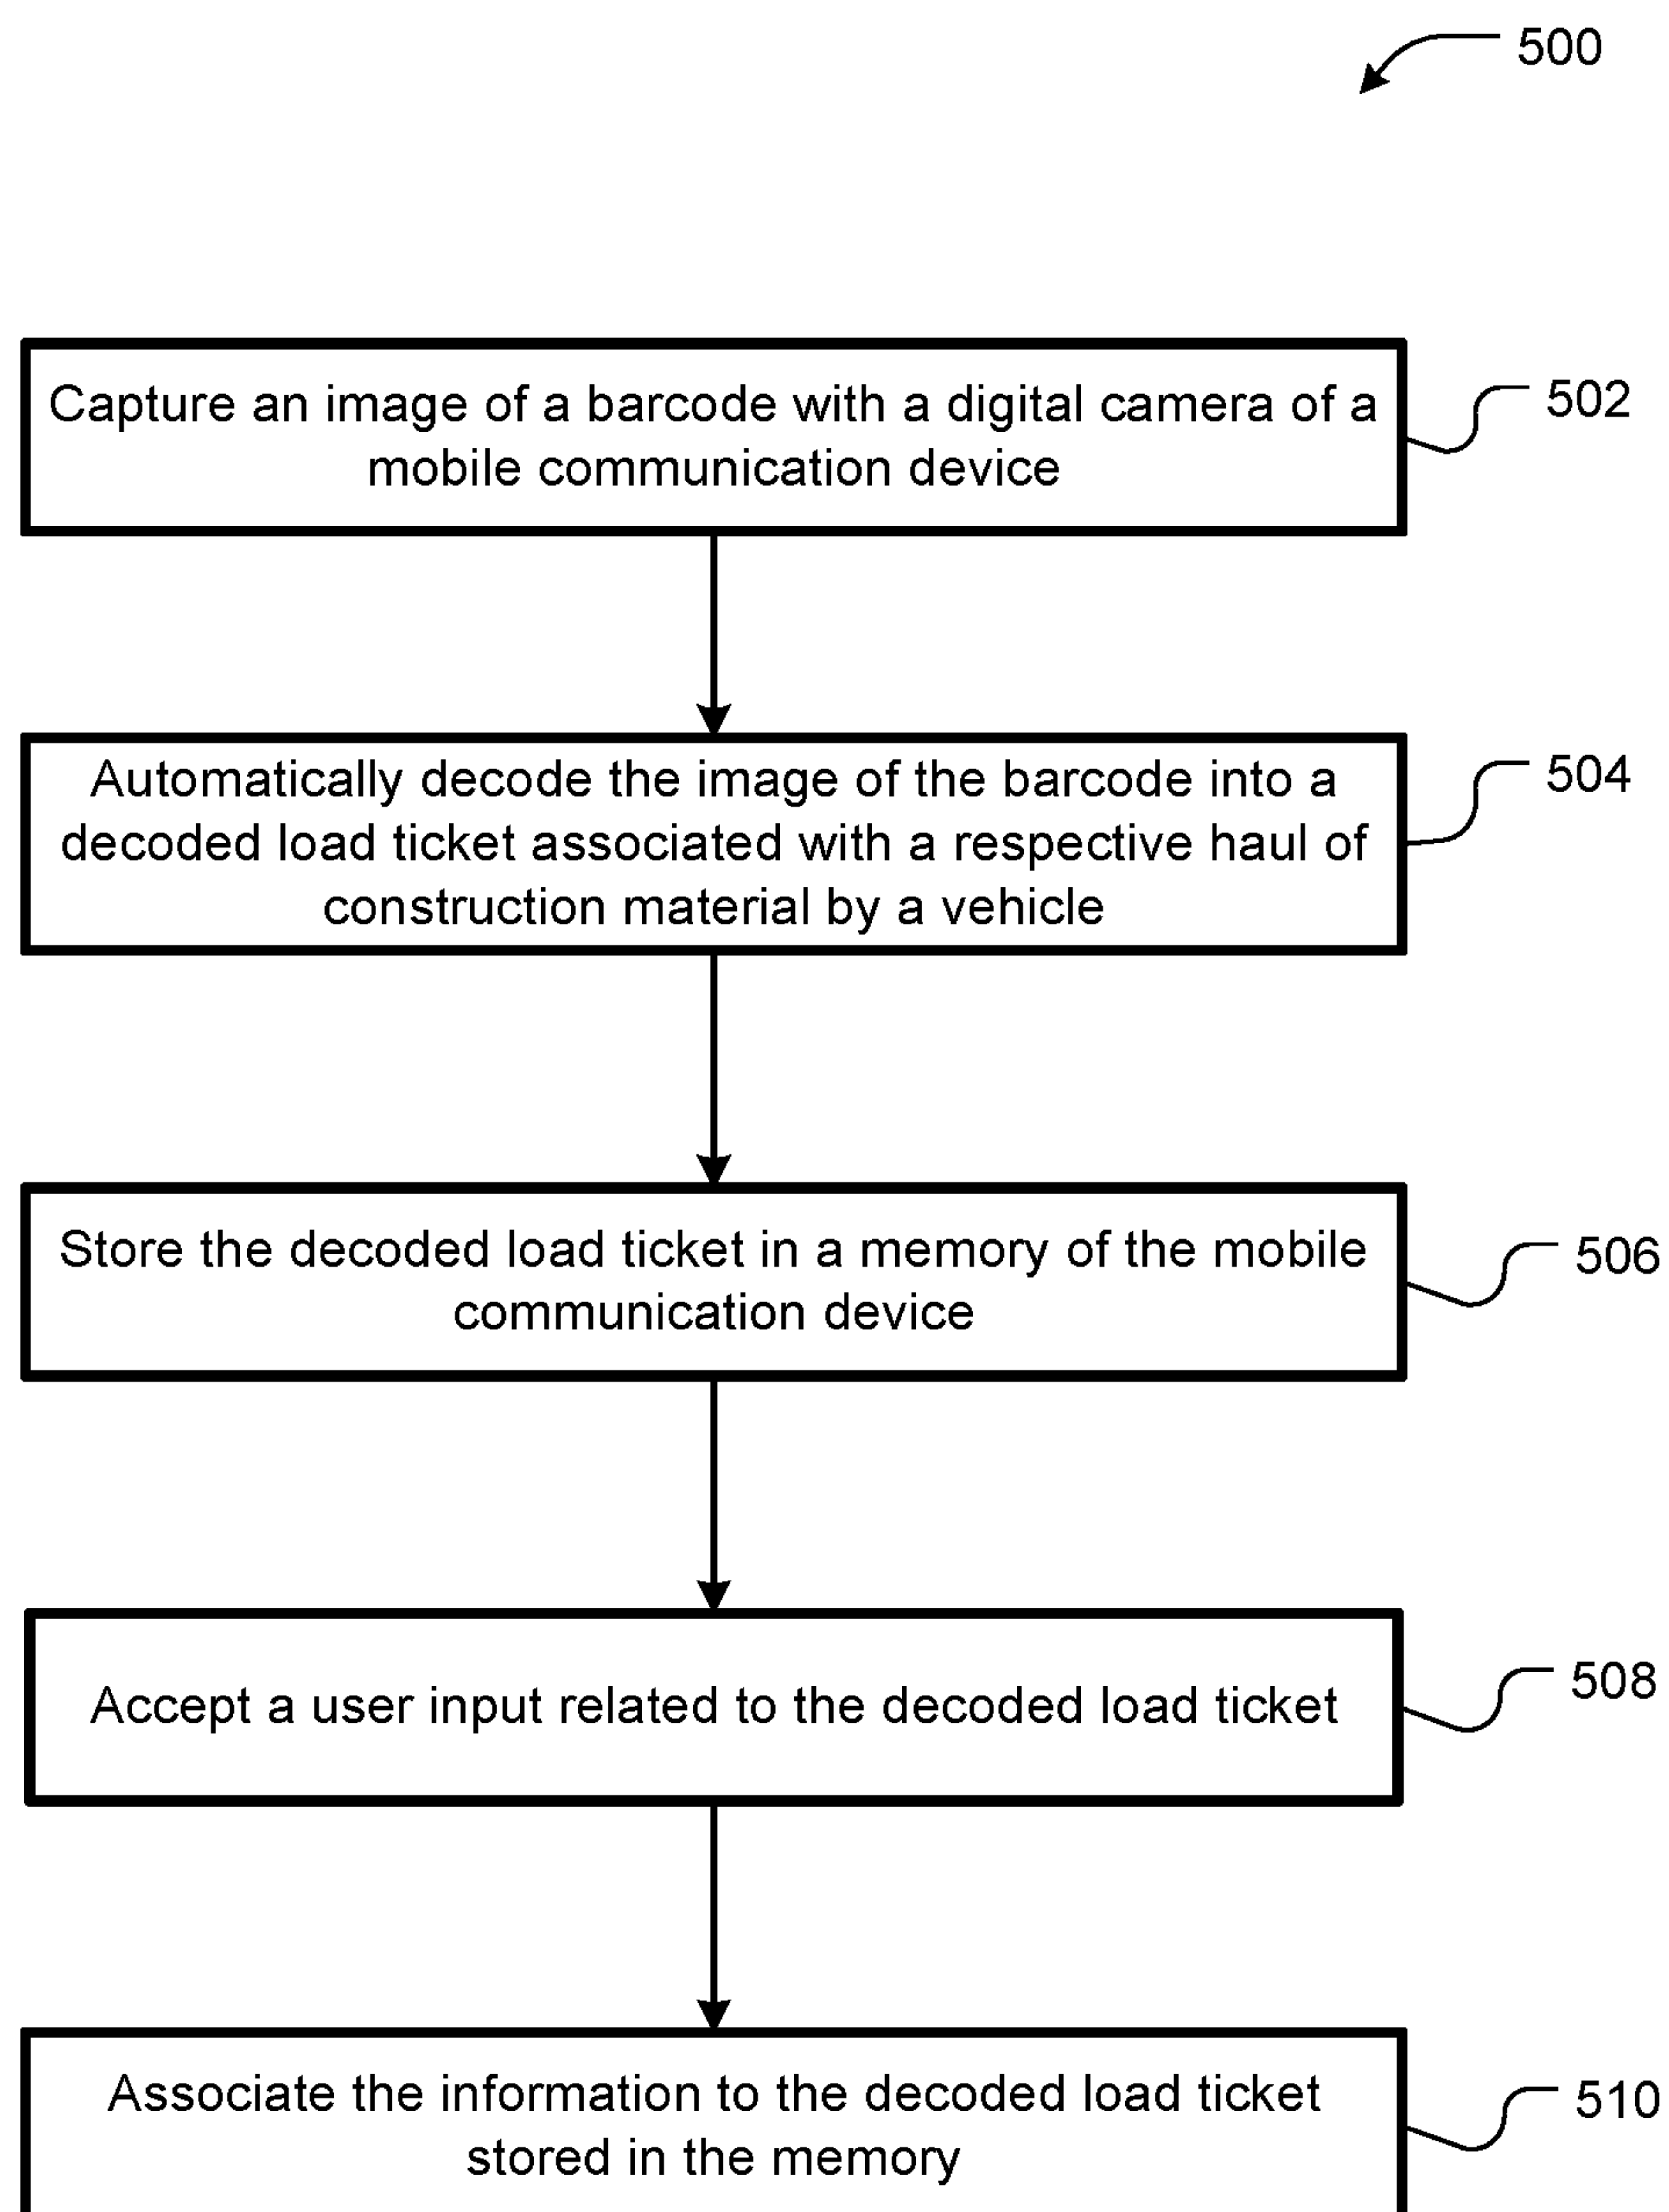 500
Capture an image of a barcode with a digital camera of a
mobile communication device
502
Automatically decode the image of the barcode into a
decoded load ticket associated with a respective haul of
construction material by a vehicle
504
Store the decoded load ticket in a memory of the mobile
communication device
506
Accept a user input related to the decoded load ticket
508
Associate the information to the decoded load ticket
stored in the memory
510